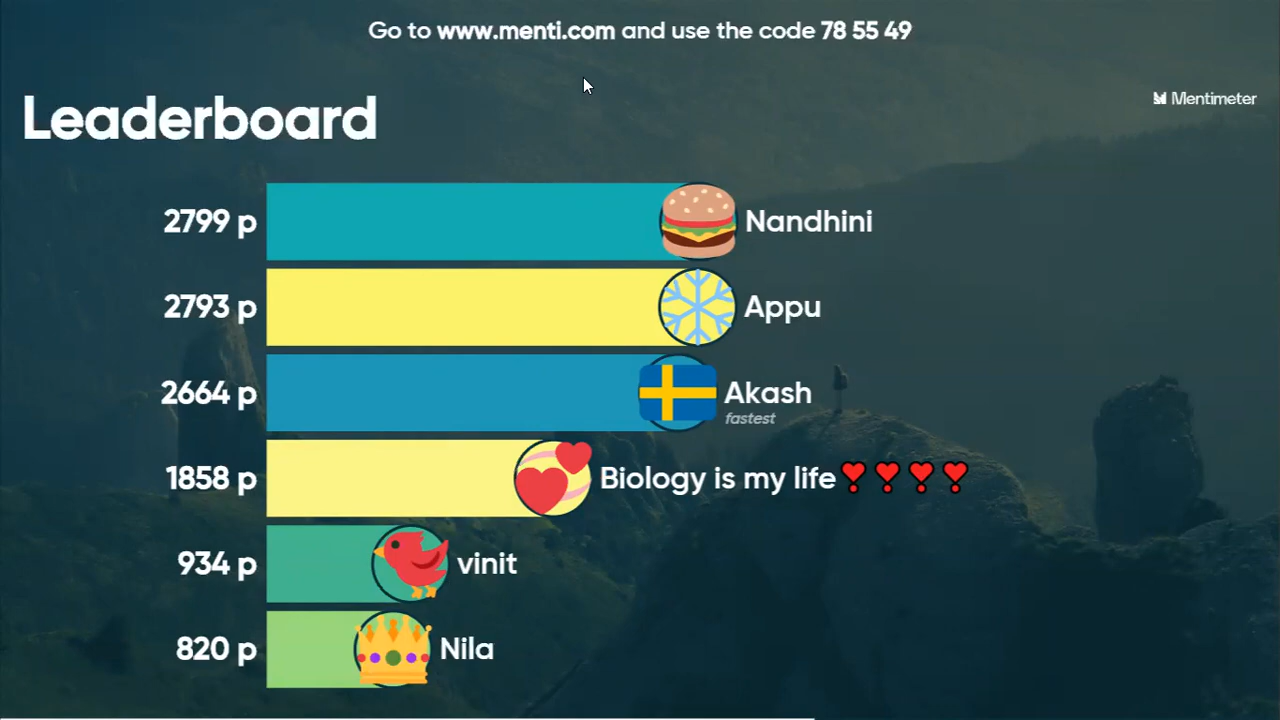 Go to www.menti.com and use the code 78 55 49
Leaderboard
Mentimeter
2799 p Nandhini
2793 p Appu
2664 p Akash
fastest
1858 p Biology is my life❣❣❣❣
934 p vinit
820 p Nila